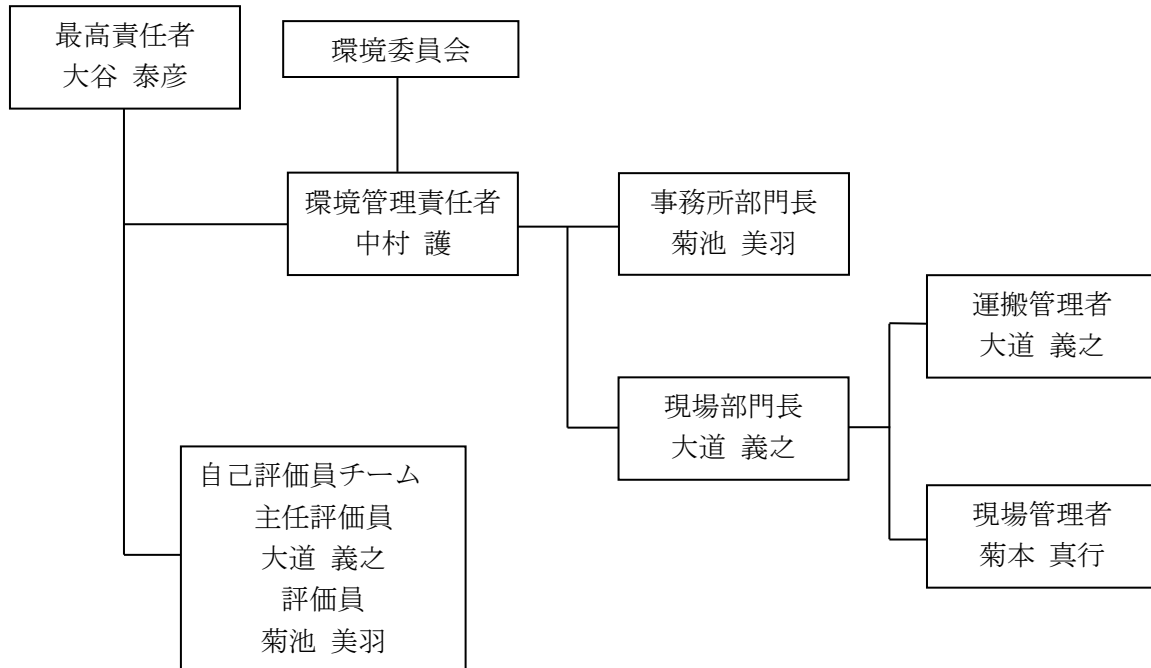 最高責任者
大谷 泰彦
環境委員会
環境管理責任者
中村 護
事務所部門長
菊池 美羽
運搬管理者
大道 義之
現場部門長
大道 義之
自己評価員チーム
主任評価員
大道 義之
評価員
菊池 美羽
現場管理者
菊本 真行